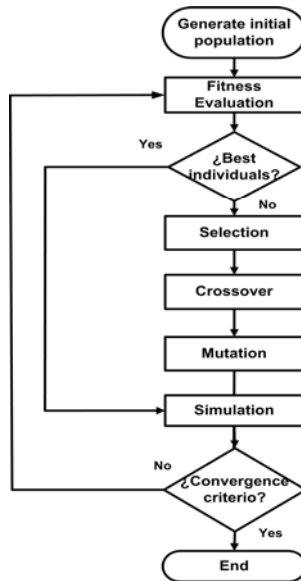 Generate initial
population
Fitness
Evaluation
Yes
¿Best
individuals?
No
Selection
Crossover
Mutation
Simulation
No
¿Convergence
criterio?
Yes
End